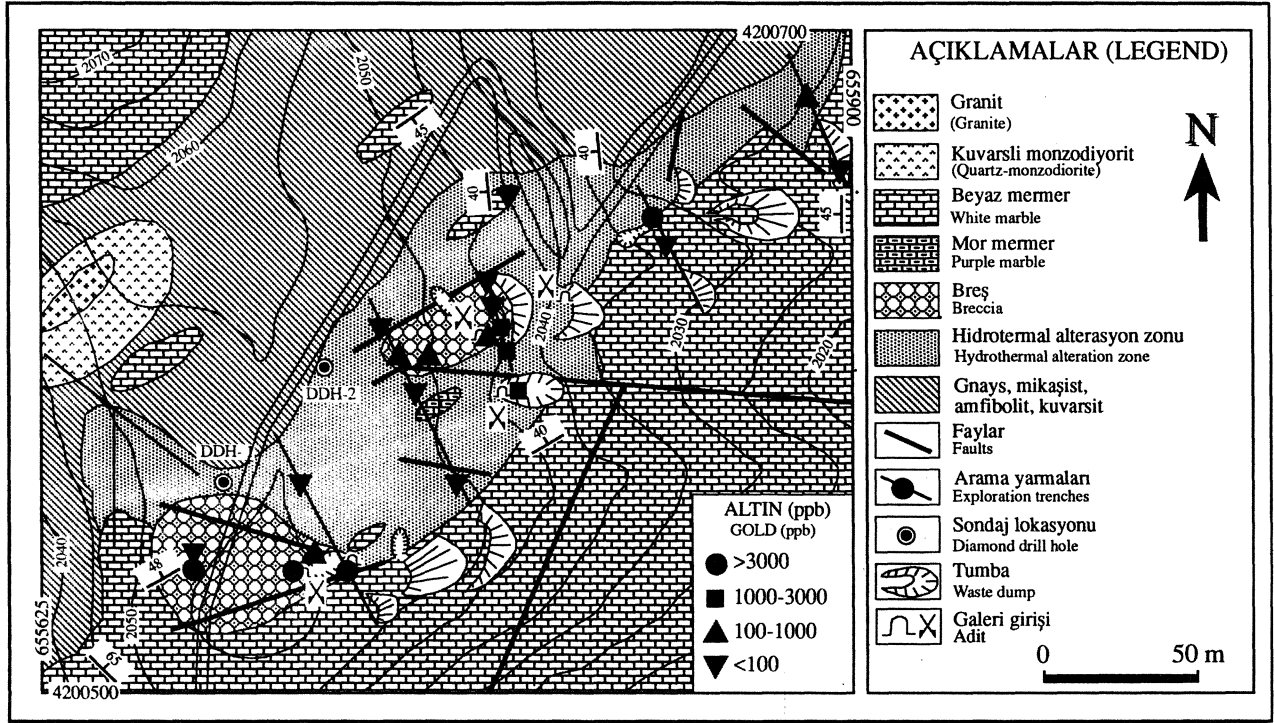 4200700
655900
2070
2050
2060
45
40
40
45
2040
2030
2020
DDH-2
40
DDH-
48
2040
2050
65
655625
4200500
ALTIN (ppb)
GOLD (ppb)
>3000
1000-3000
100-1000
<100
AÇIKLAMALAR (LEGEND)
N
Granit
(Granite)
Kuvarsli monzodiyorit
(Quartz-monzodiorite)
Beyaz mermer
White marble
Mor mermer
Purple marble
Breş
Breccia
Hidrotermal alterasyon zonu
Hydrothermal alteration zone
Gnays, mikaşist,
amfibolit, kuvarsit
Faylar
Faults
Arama yarmaları
Exploration trenches
Sondaj lokasyonu
Diamond drill hole
Tumba
Waste dump
Galeri girişi
Adit
0 50 m